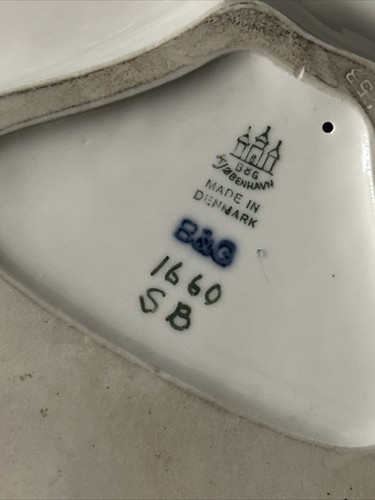 B&G
KJØBENHAVN
MADE IN
DENMARK
B&G
1660
SB